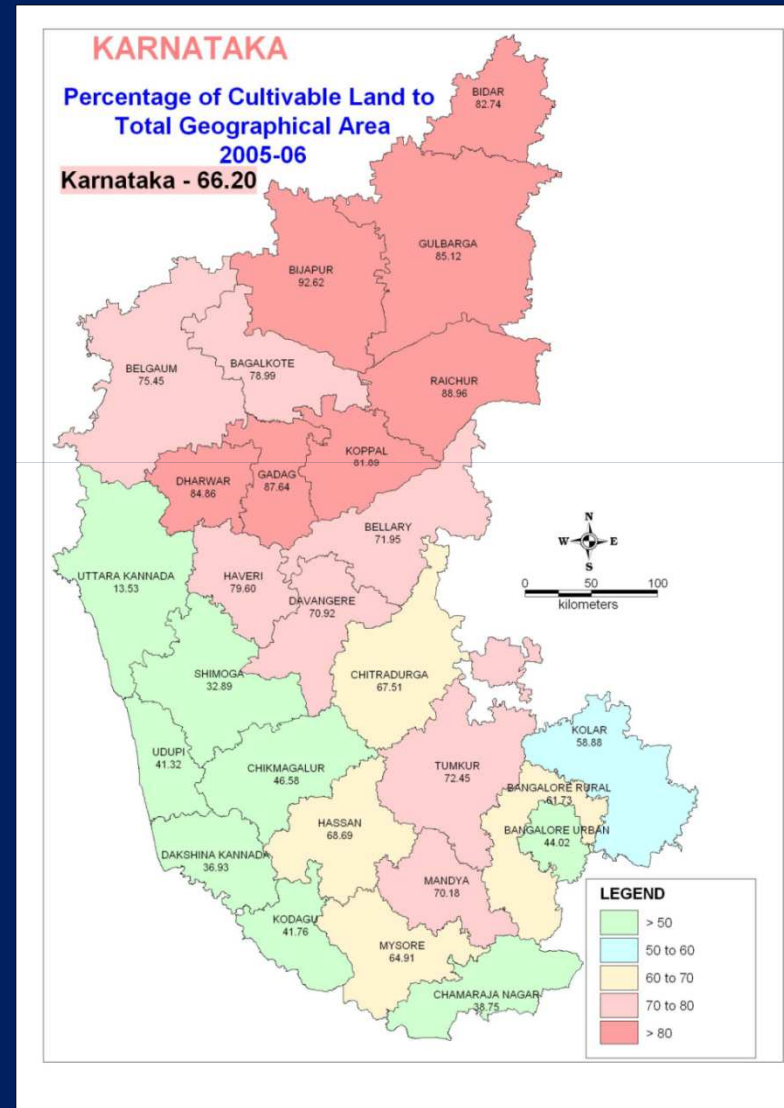 KARNATAKA
Percentage of Cultivable Land to
Total Geographical Area
2005-06
Karnataka - 66.20
BIDAR
82.74
GULBARGA
85.12
BIJAPUR
92.62
BAGALKOTE
78.99
BELGAUM
75.45
RAICHUR
88.96
KOPPAL
81.89
GADAG
87.64
DHARWAR
84.86
BELLARY
71.95
UTTARA KANNADA
13.53
HAVERI
79.60
DAVANGERE
70.92
N
W E
S
0 50 100
kilometers
SHIMOGA
32.89
CHITRADURGA
67.51
KOLAR
58.88
UDUPI
41.32
CHIKMAGALUR
46.58
TUMKUR
72.45
BANGALORE RURAL
61.73
HASSAN
68.69
BANGALORE URBAN
44.02
DAKSHINA KANNADA
36.93
MANDYA
70.18
KODAGU
41.76
MYSORE
64.91
CHAMARAJA NAGAR
38.75
LEGEND
> 50
50 to 60
60 to 70
70 to 80
> 80